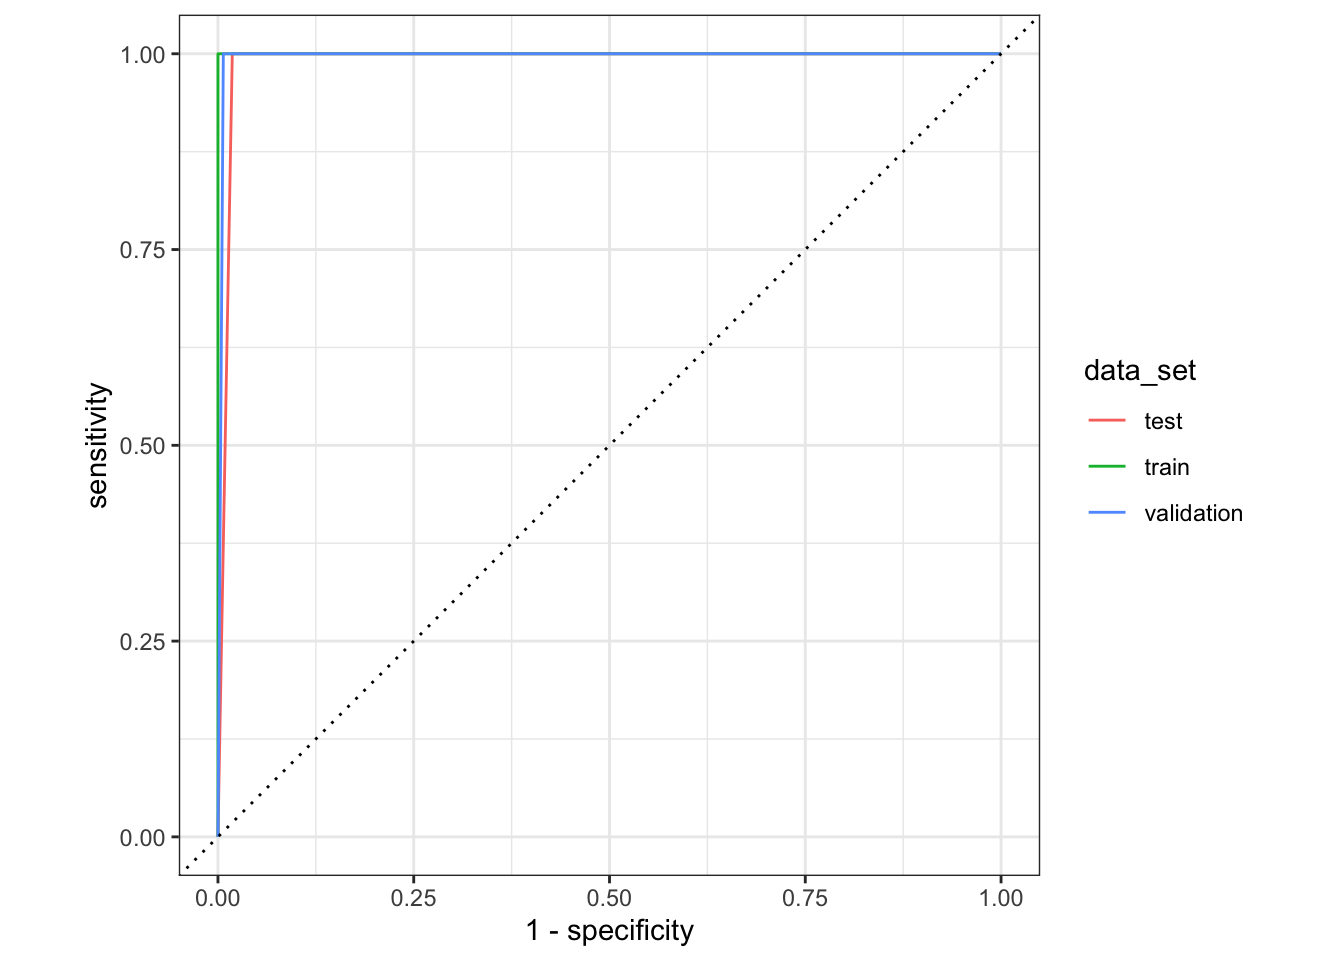 1.00
0.75
0.50
0.25
0.00
sensitivity
0.00 0.25 0.50 0.75 1.00
1 - specificity
data_set
test
train
validation